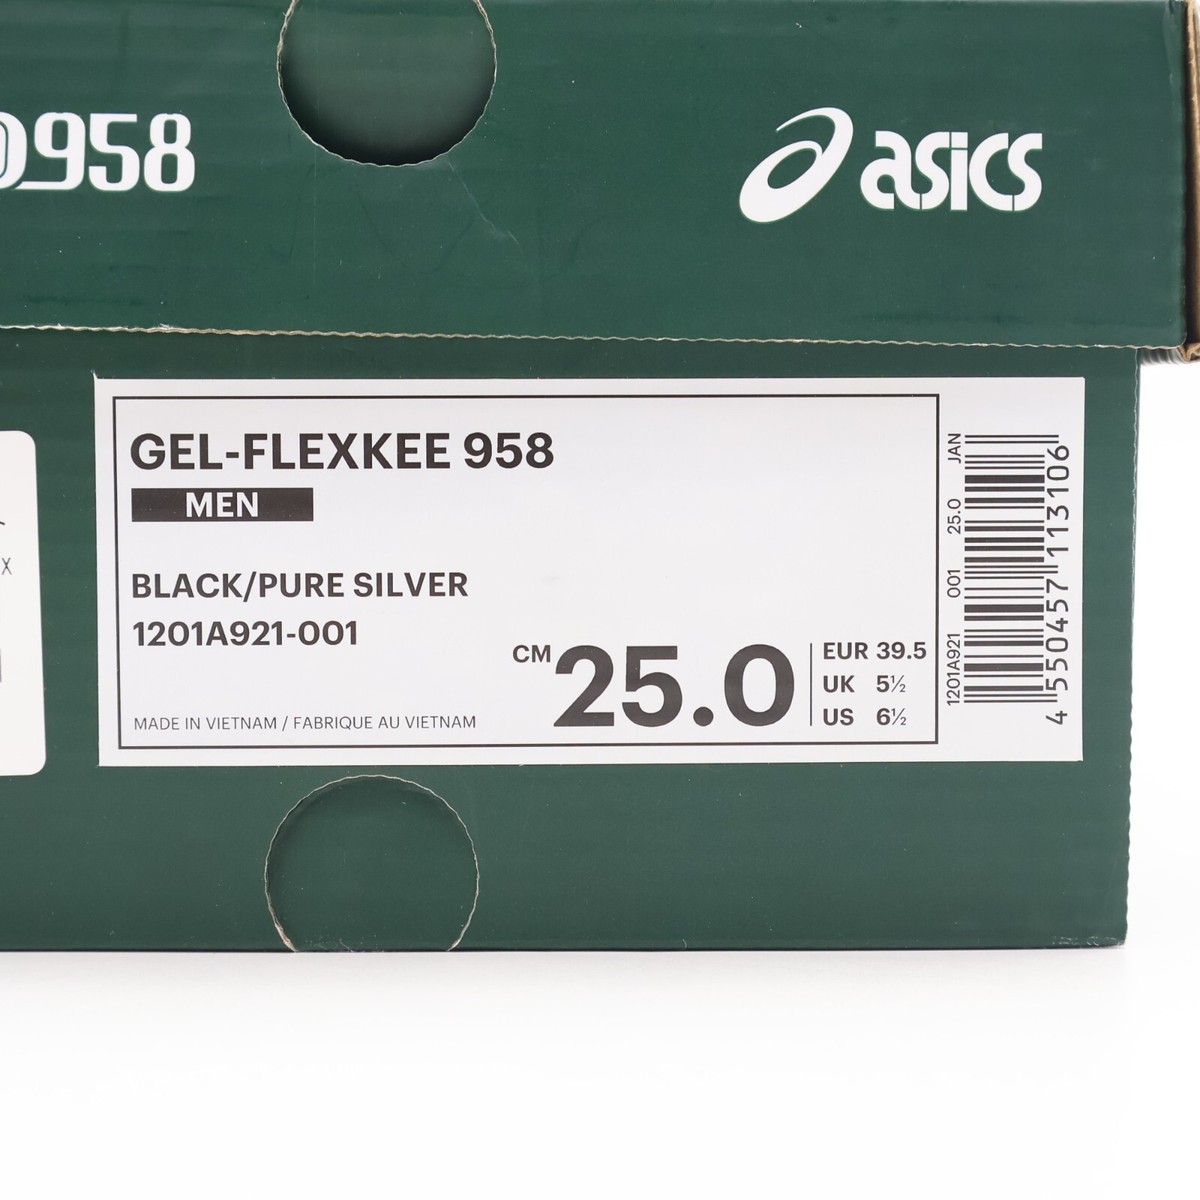 958
asics
GEL-FLEXKEE 958
MEN
BLACK/PURE SILVER
1201A921-001
CM 25.0
EUR 39.5
UK 5½
US 6½
MADE IN VIETNAM / FABRIQUE AU VIETNAM
1201A921 001 25.0 JAN
4 550457 113106
X